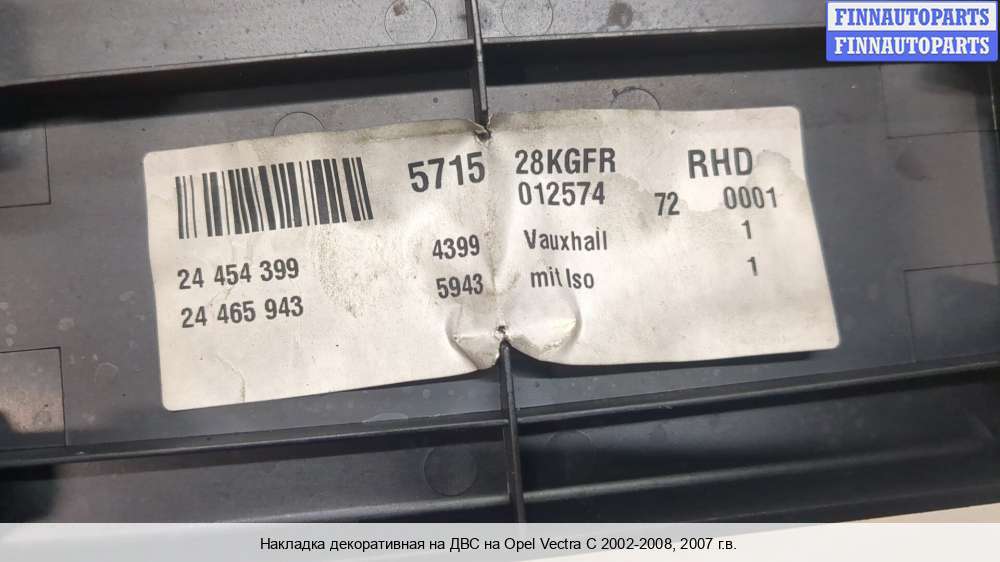 FINNAUTOPARTS
FINNAUTOPARTS
5715 28KGFR RHD
012574 72 0001
24 454 399 4399 Vauxhall 1
24 465 943 5943 mit Iso 1
Накладка декоративная на ДВС на Opel Vectra C 2002-2008, 2007 г.в.